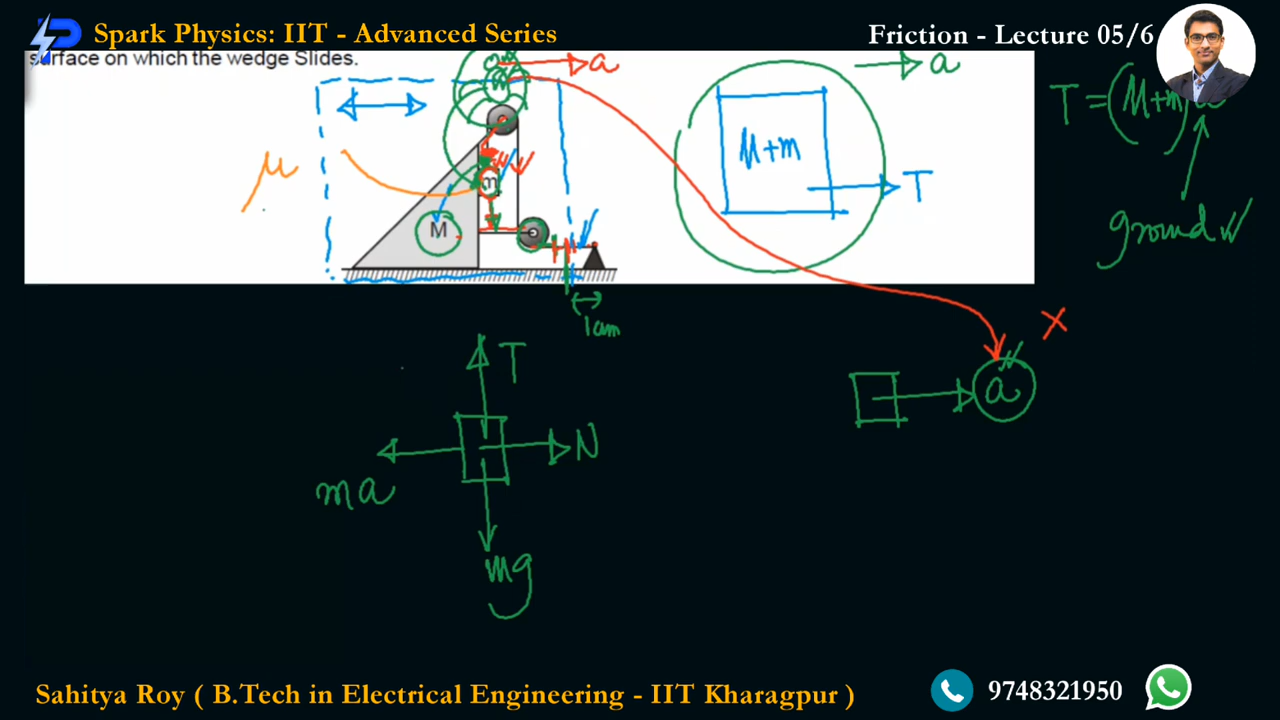 Spark Physics: IIT - Advanced Series
Friction - Lecture 05/6
surface on which the wedge Slides.
a
a
T = (M+m)a
μ
m
M
M+m
T
ground
1cm
T
N
ma
mg
a
Sahitya Roy ( B.Tech in Electrical Engineering - IIT Kharagpur )
9748321950